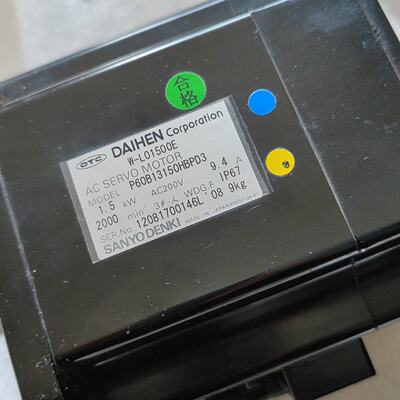 合格
OTC DAIHEN Corporation
W-L01500E
AC SERVO MOTOR
MODEL P60B13150HBPD3
1.5 kW AC200V 9.4 A
2000 min⁻¹ 3ϕ-人 WDG.F IP67
SER.No. 12081700146L 08 9kg
SANYO DENKI MADE IN JAPAN